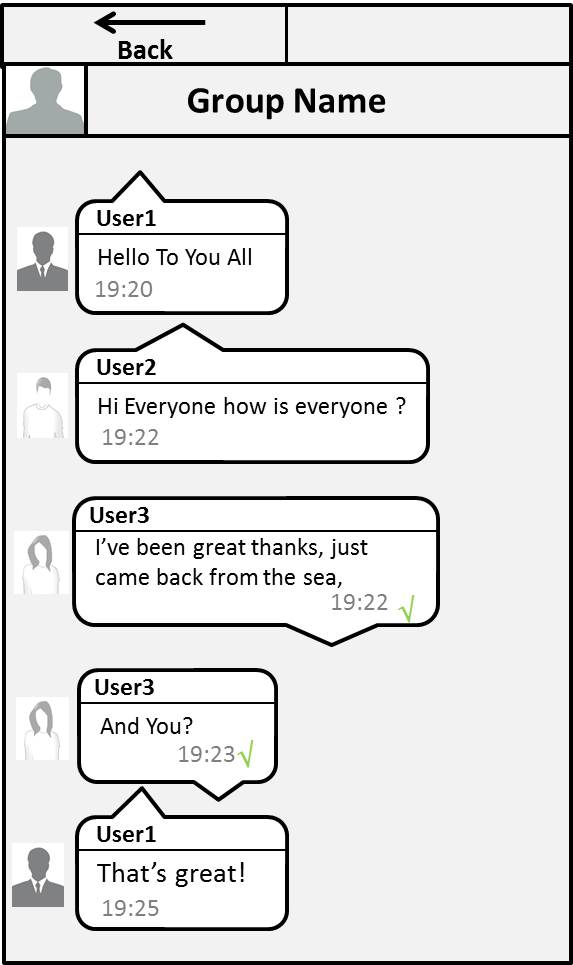 Back
Group Name
User1
Hello To You All
19:20
User2
Hi Everyone how is everyone ?
19:22
User3
I’ve been great thanks, just
came back from the sea,
19:22 √
User3
And You?
19:23 √
User1
That’s great!
19:25